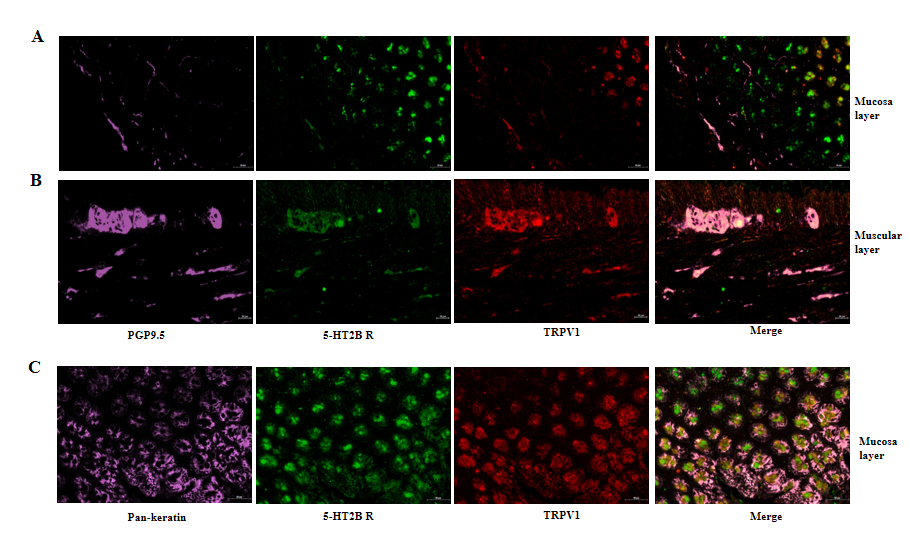 A
Mucosa
layer
B
Muscular
layer
PGP9.5
5-HT2B R
TRPV1
Merge
C
Mucosa
layer
Pan-keratin
5-HT2B R
TRPV1
Merge